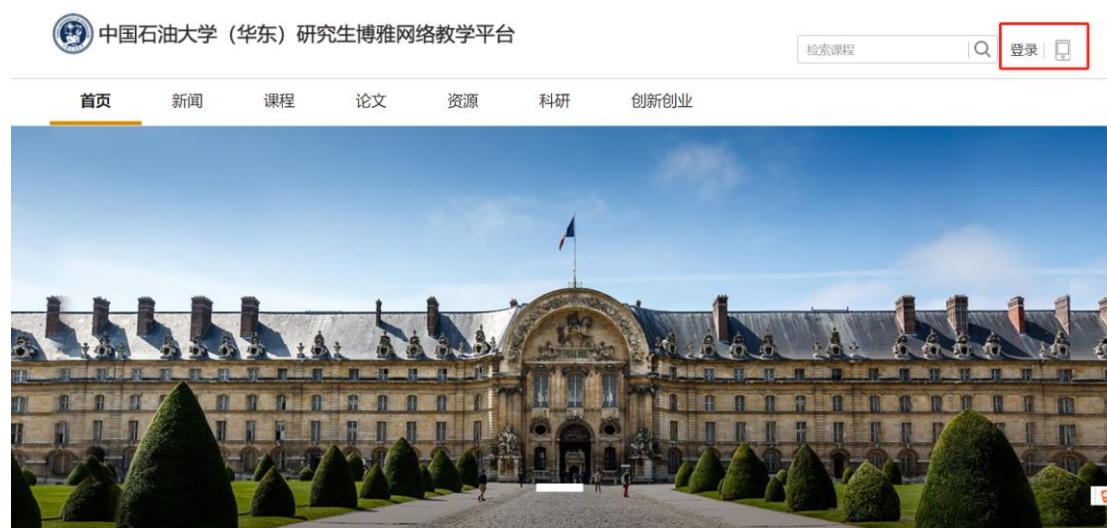 中国石油大学（华东）研究生博雅网络教学平台
检索课程
登录
首页 新闻 课程 论文 资源 科研 创新创业